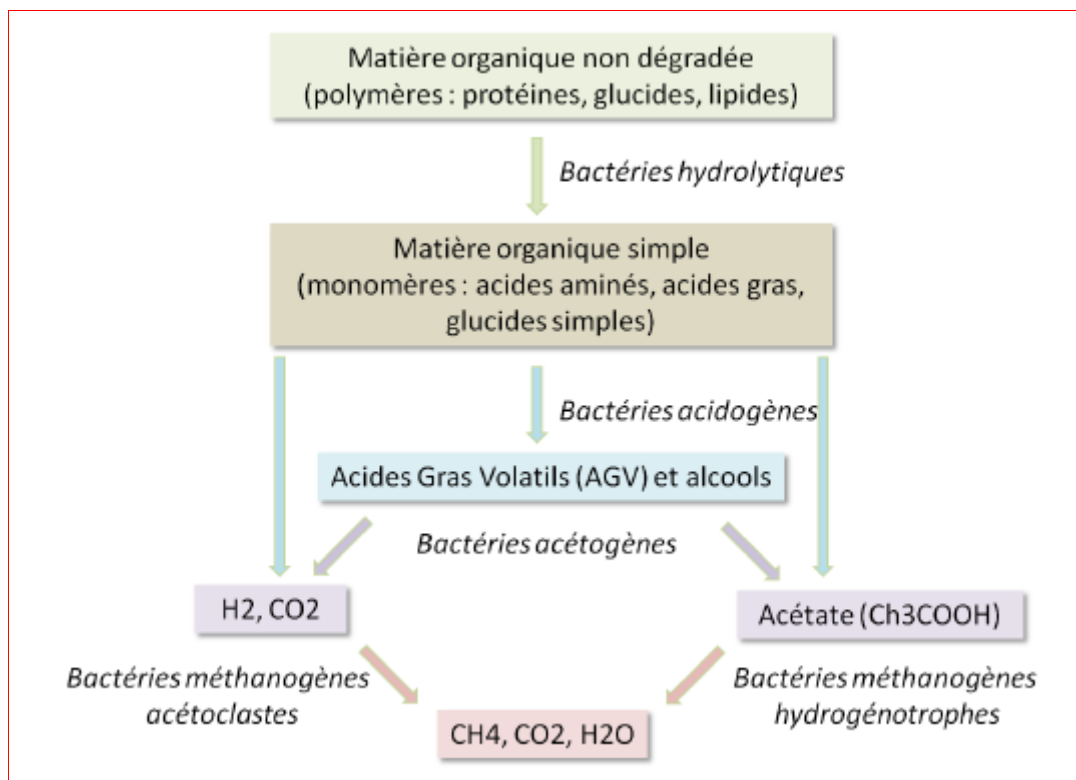 Matière organique non dégradée
(polymères : protéines, glucides, lipides)
Bactéries hydrolytiques
Matière organique simple
(monomères : acides aminés, acides gras,
glucides simples)
Bactéries acidogènes
Acides Gras Volatils (AGV) et alcools
Bactéries acétogènes
H2, CO2
Acétate (Ch3COOH)
Bactéries méthanogènes
acétoclastes
Bactéries méthanogènes
hydrogénotrophes
CH4, CO2, H2O